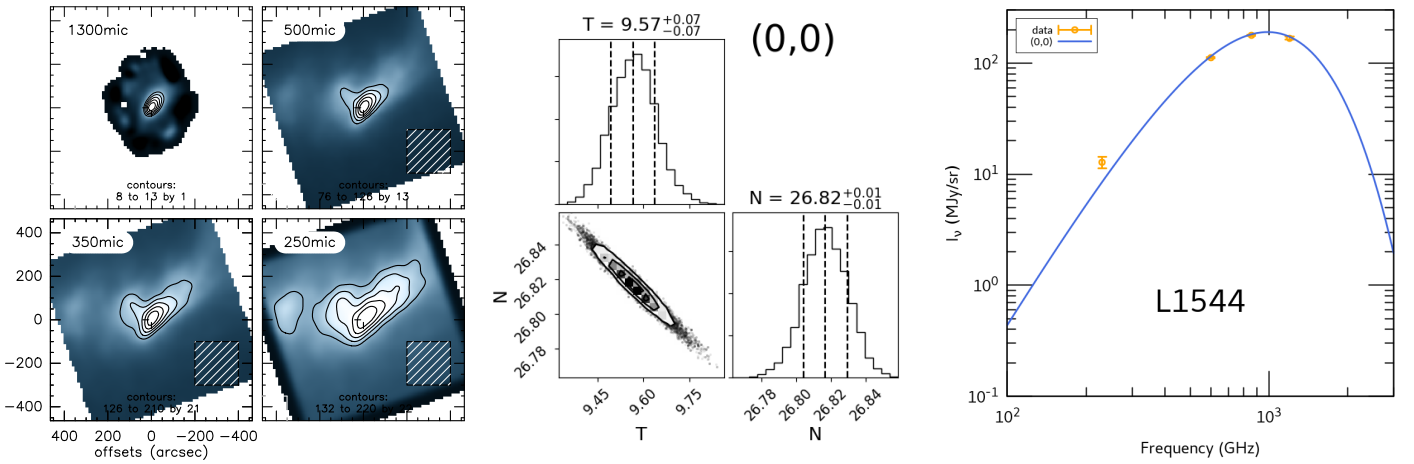 1300mic
contours:
8 to 13 by 1
500mic
contours:
76 to 126 by 13
350mic
contours:
126 to 210 by 21
250mic
contours:
132 to 220 by 22
400
200
0
−200
−400
400 200 0 −200 −400
offsets (arcsec)
T = 9.57+0.07−0.07
(0,0)
N = 26.82+0.01−0.01
N
26.84
26.82
26.80
26.78
9.45 9.60 9.75
T
26.78 26.80 26.82 26.84
N
data
(0,0)
Iν (MJy/sr)
10²
10¹
10⁰
10⁻¹
L1544
10² 10³
Frequency (GHz)